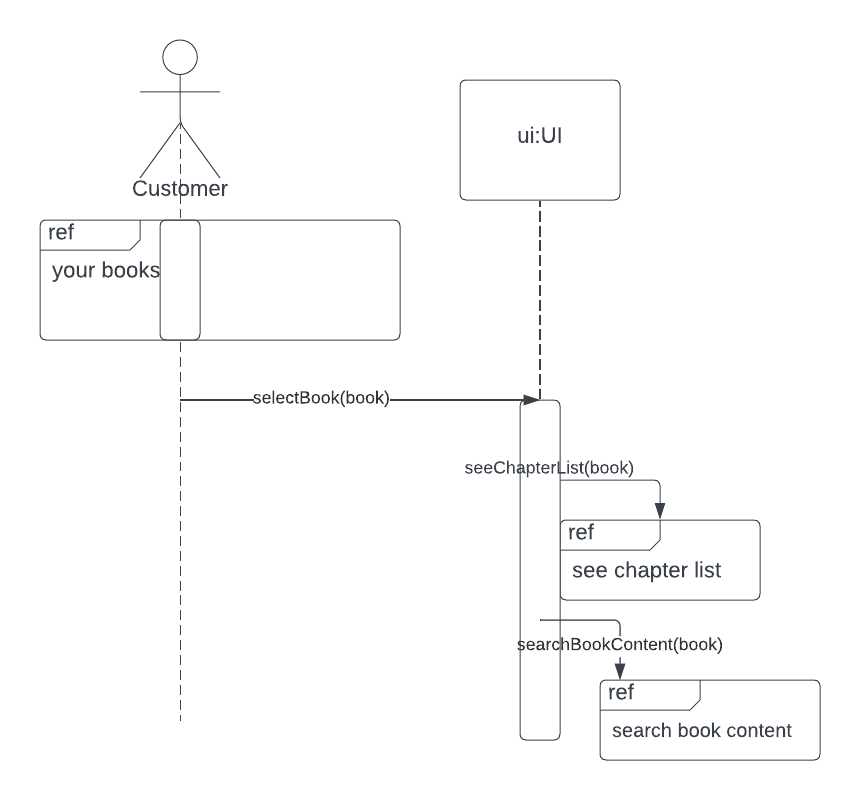 Customer
ui:UI
ref
your books
selectBook(book)
seeChapterList(book)
ref
see chapter list
searchBookContent(book)
ref
search book content